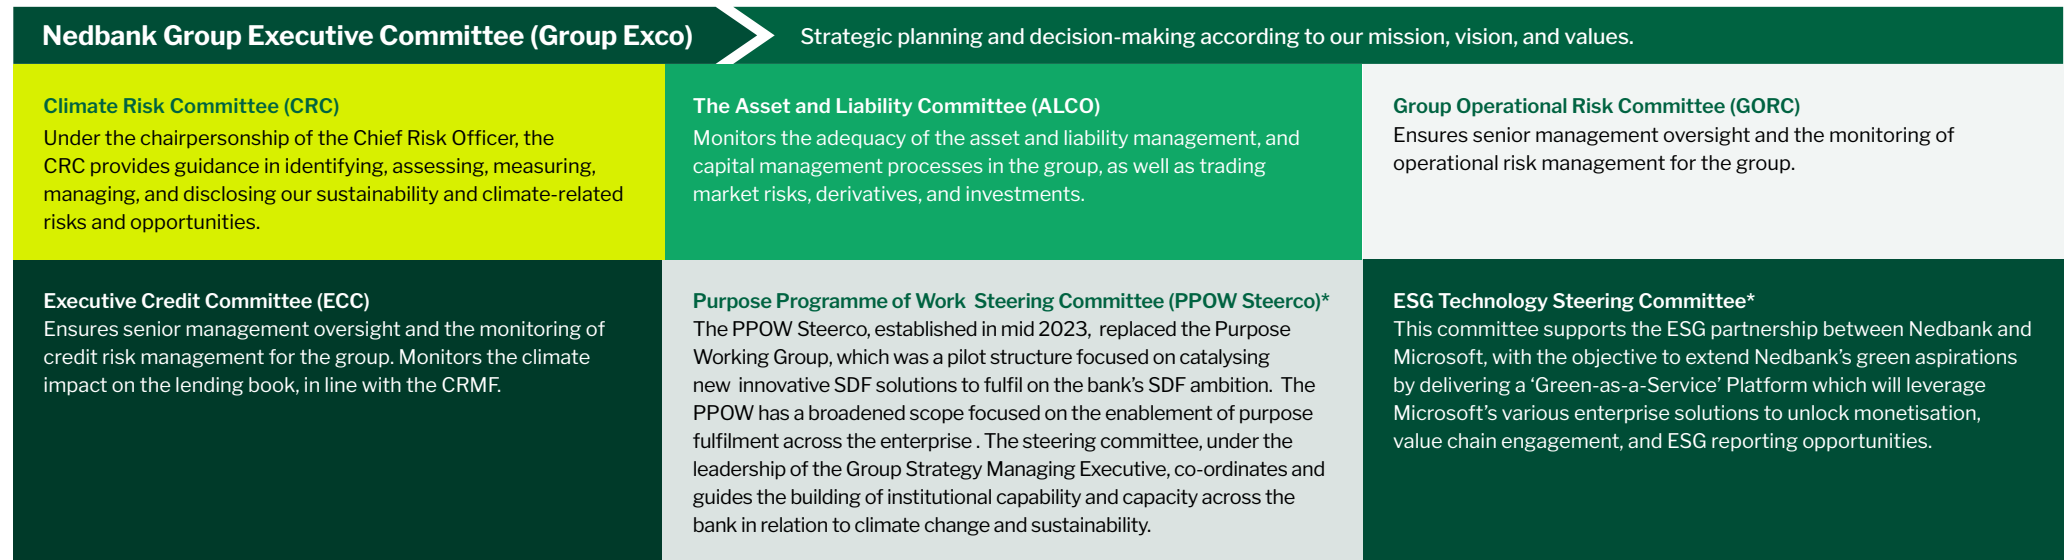 Nedbank Group Executive Committee (Group Exco)
Strategic planning and decision-making according to our mission, vision, and values.
Climate Risk Committee (CRC)
Under the chairpersonship of the Chief Risk Officer, the
CRC provides guidance in identifying, assessing, measuring,
managing, and disclosing our sustainability and climate-related
risks and opportunities.
The Asset and Liability Committee (ALCO)
Monitors the adequacy of the asset and liability management, and
capital management processes in the group, as well as trading
market risks, derivatives, and investments.
Group Operational Risk Committee (GORC)
Ensures senior management oversight and the monitoring of
operational risk management for the group.
Executive Credit Committee (ECC)
Ensures senior management oversight and the monitoring of
credit risk management for the group. Monitors the climate
impact on the lending book, in line with the CRMF.
Purpose Programme of Work Steering Committee (PPOW Steerco)*
The PPOW Steerco, established in mid 2023, replaced the Purpose
Working Group, which was a pilot structure focused on catalysing
new innovative SDF solutions to fulfil on the bank's SDF ambition. The
PPOW has a broadened scope focused on the enablement of purpose
fulfilment across the enterprise . The steering committee, under the
leadership of the Group Strategy Managing Executive, co-ordinates and
guides the building of institutional capability and capacity across the
bank in relation to climate change and sustainability.
ESG Technology Steering Committee*
This committee supports the ESG partnership between Nedbank and
Microsoft, with the objective to extend Nedbank's green aspirations
by delivering a 'Green-as-a-Service' Platform which will leverage
Microsoft's various enterprise solutions to unlock monetisation,
value chain engagement, and ESG reporting opportunities.